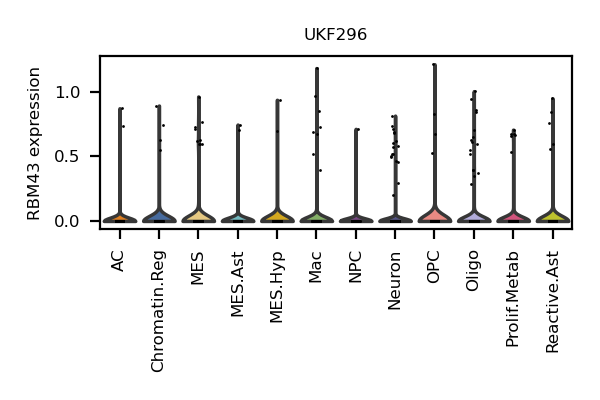 UKF296
RBM43 expression
1.0
0.5
0.0
AC
Chromatin.Reg
MES
MES.Ast
MES.Hyp
Mac
NPC
Neuron
OPC
Oligo
Prolif.Metab
Reactive.Ast